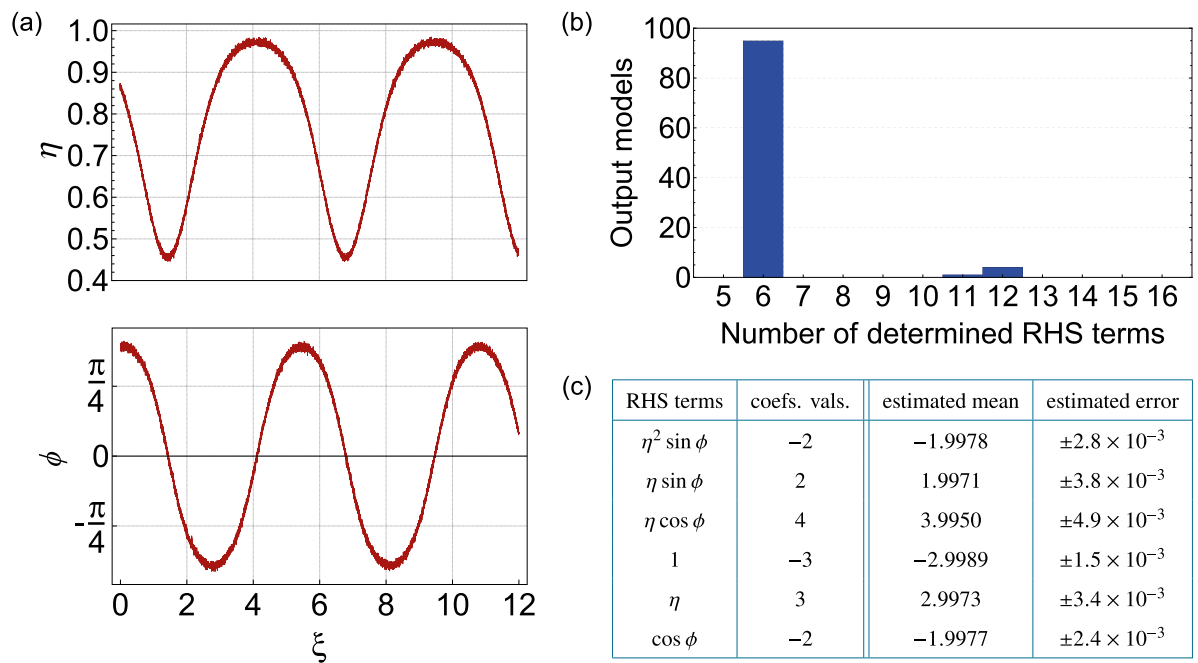 (a)
1.0
0.9
0.8
η
0.7
0.6
0.5
0.4
π
4
ϕ
0
-π
4
0 2 4 6 8 10 12
ξ
(b)
100
80
Output models
60
40
20
0
5 6 7 8 9 10 11 12 13 14 15 16
Number of determined RHS terms
(c)
RHS terms coefs. vals. estimated mean estimated error
η² sin ϕ −2 −1.9978 ±2.8 × 10⁻³
η sin ϕ 2 1.9971 ±3.8 × 10⁻³
η cos ϕ 4 3.9950 ±4.9 × 10⁻³
1 −3 −2.9989 ±1.5 × 10⁻³
η 3 2.9973 ±3.4 × 10⁻³
cos ϕ −2 −1.9977 ±2.4 × 10⁻³